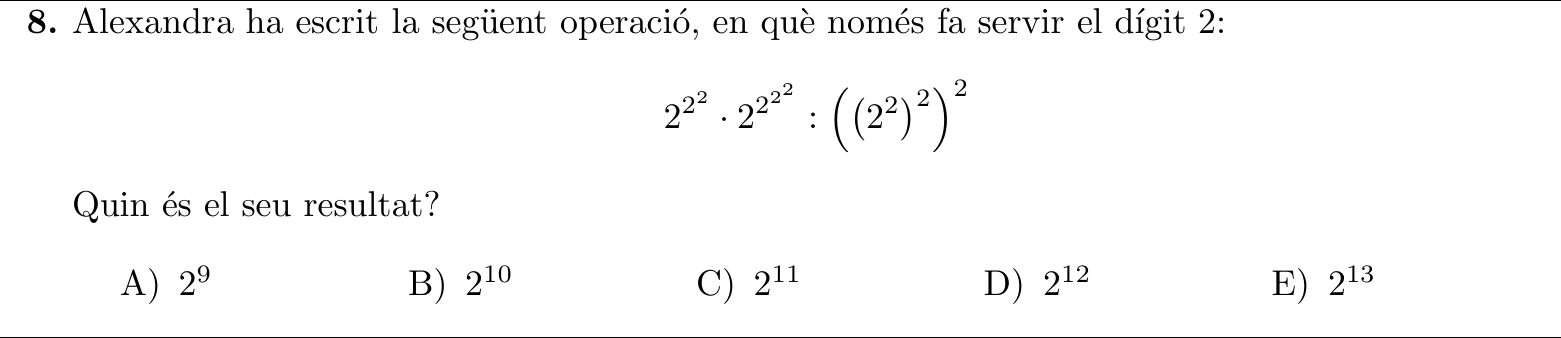 8. Alexandra ha escrit la següent operació, en què només fa servir el dígit 2:
$2^{2^2} \cdot 2^{2^{2^2}} : \left(\left(2^2\right)^2\right)^2$
Quin és el seu resultat?
A) $2^9$ B) $2^{10}$ C) $2^{11}$ D) $2^{12}$ E) $2^{13}$